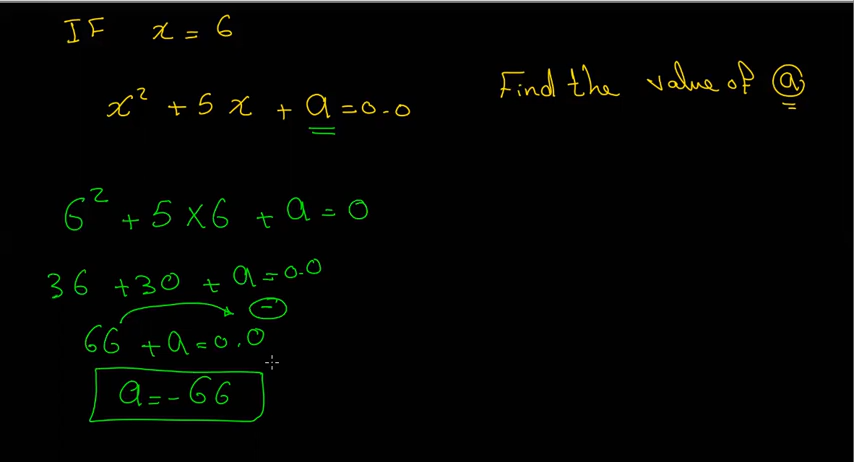 IF x = 6
x² + 5x + a = 0.0
Find the value of a
6² + 5 × 6 + a = 0
36 + 30 + a = 0.0
−
66 + a = 0.0
a = - 66